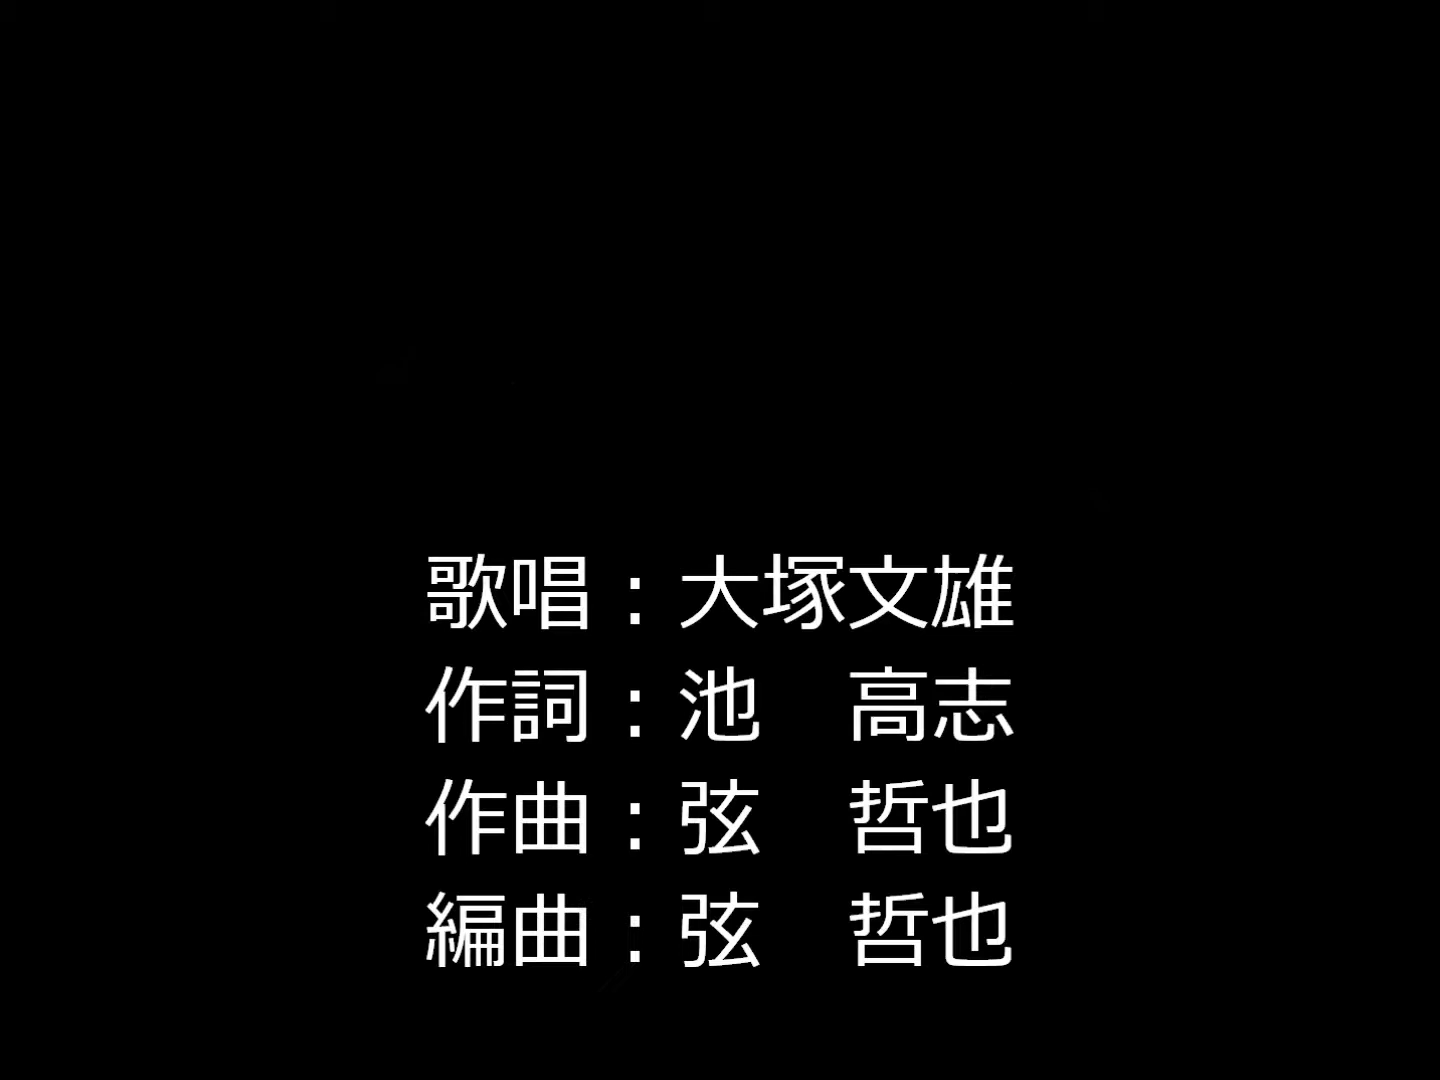 歌唱：大塚文雄
作詞：池　高志
作曲：弦　哲也
編曲：弦　哲也